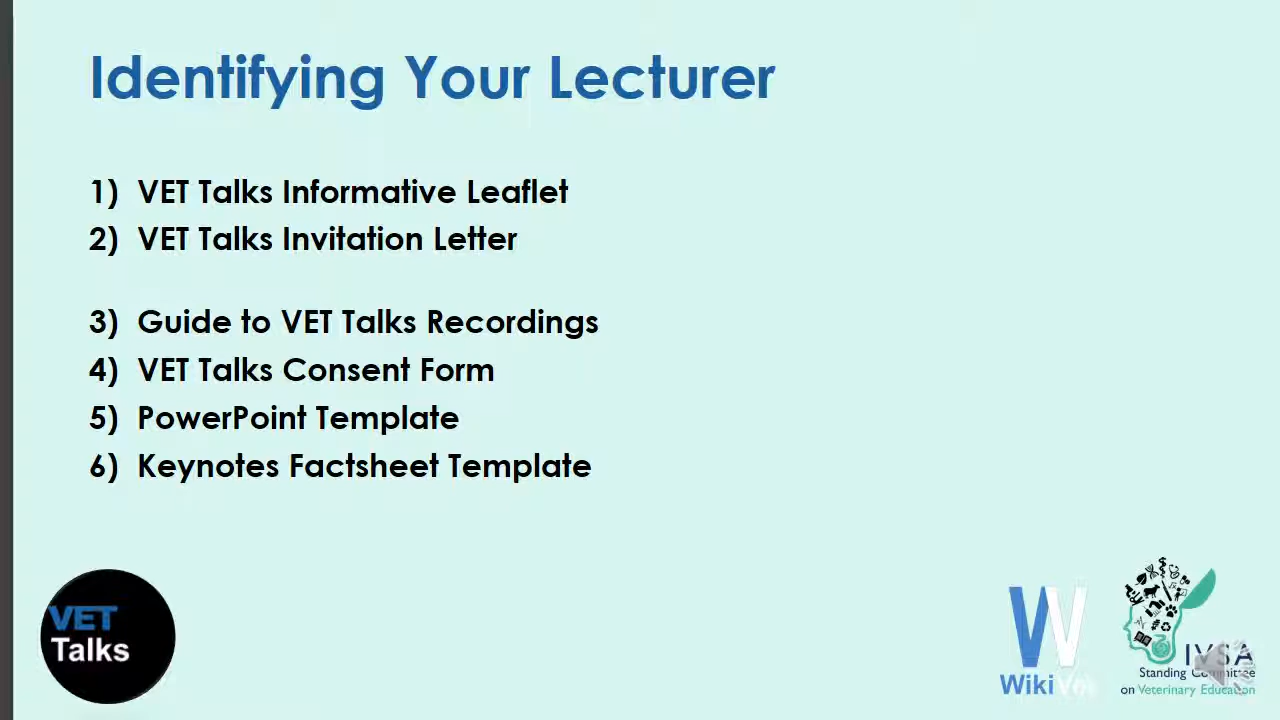 Identifying Your Lecturer
1) VET Talks Informative Leaflet
2) VET Talks Invitation Letter
3) Guide to VET Talks Recordings
4) VET Talks Consent Form
5) PowerPoint Template
6) Keynotes Factsheet Template
VET
Talks
W
WikiVet
IVSA
Standing Committee
on Veterinary Education